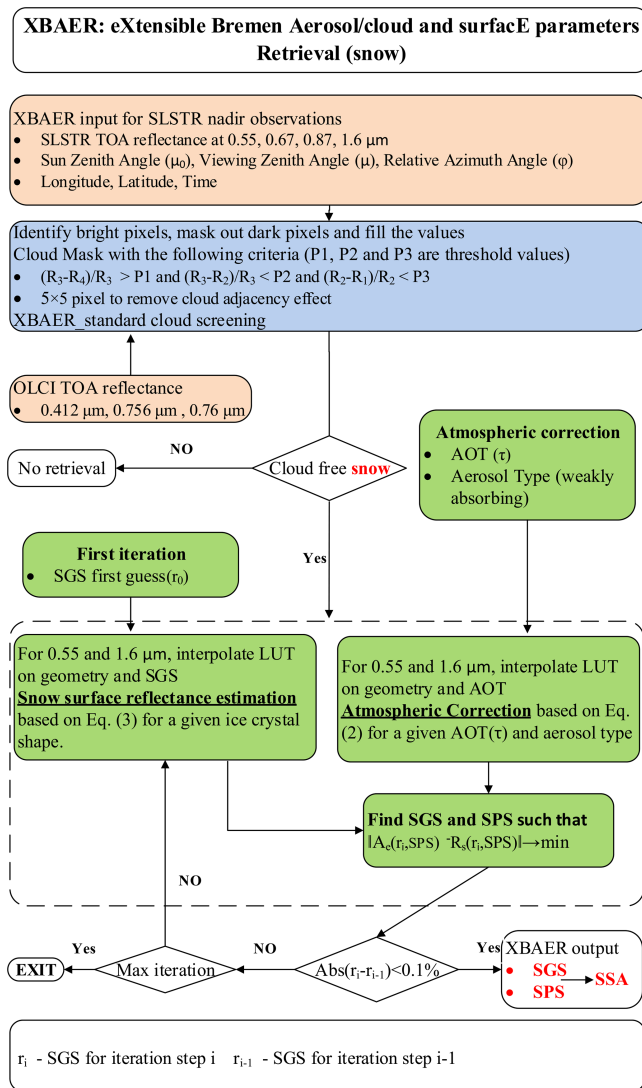 XBAER: eXtensible Bremen Aerosol/cloud and surfacE parameters
Retrieval (snow)
XBAER input for SLSTR nadir observations
• SLSTR TOA reflectance at 0.55, 0.67, 0.87, 1.6 μm
• Sun Zenith Angle (μ₀), Viewing Zenith Angle (μ), Relative Azimuth Angle (φ)
• Longitude, Latitude, Time
Identify bright pixels, mask out dark pixels and fill the values
Cloud Mask with the following criteria (P1, P2 and P3 are threshold values)
• (R₃-R₄)/R₃ > P1 and (R₃-R₂)/R₃ < P2 and (R₂-R₁)/R₂ < P3
• 5×5 pixel to remove cloud adjacency effect
XBAER_standard cloud screening
OLCI TOA reflectance
• 0.412 μm, 0.756 μm , 0.76 μm
Atmospheric correction
• AOT (τ)
• Aerosol Type (weakly
absorbing)
NO
No retrieval
Cloud free snow
Yes
First iteration
• SGS first guess(r₀)
For 0.55 and 1.6 μm, interpolate LUT
on geometry and SGS
Snow surface reflectance estimation
based on Eq. (3) for a given ice crystal
shape.
For 0.55 and 1.6 μm, interpolate LUT
on geometry and AOT
Atmospheric Correction based on Eq.
(2) for a given AOT(τ) and aerosol type
Find SGS and SPS such that
‖Aₑ(rᵢ,SPS) -Rₛ(rᵢ,SPS)‖→min
NO
Yes
NO
Yes
EXIT
Max iteration
Abs(rᵢ-rᵢ₋₁)<0.1%
XBAER output
• SGS
• SPS
SSA
rᵢ - SGS for iteration step i rᵢ₋₁ - SGS for iteration step i-1